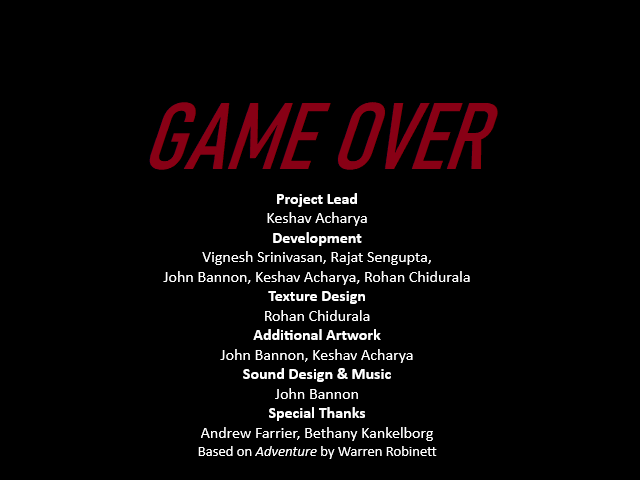 GAME OVER
Project Lead
Keshav Acharya
Development
Vignesh Srinivasan, Rajat Sengupta,
John Bannon, Keshav Acharya, Rohan Chidurala
Texture Design
Rohan Chidurala
Additional Artwork
John Bannon, Keshav Acharya
Sound Design & Music
John Bannon
Special Thanks
Andrew Farrier, Bethany Kankelborg
Based on Adventure by Warren Robinett